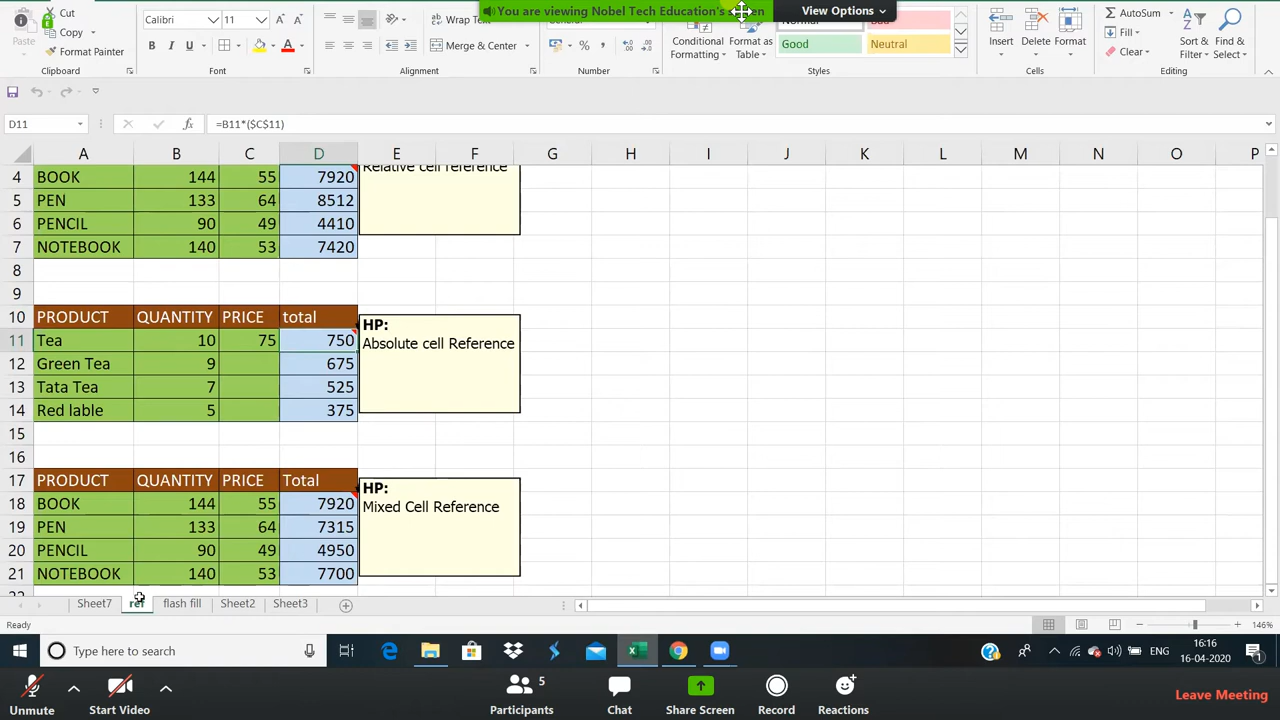 You are viewing Nobel Tech Education's
en
View Options
Cut
Copy
Paste
Format Painter
Calibri
11
Wrap Text
Merge & Center
Conditional Formatting
Format as Table
Good
Neutral
Insert
Delete
Format
AutoSum
Fill
Clear
Sort & Filter
Find & Select
Clipboard
Font
Alignment
Number
Styles
Cells
Editing
D11
=B11*($C$11)
A B C D E F G H I J K L M N O P
4 BOOK 144 55 7920
Relative cell reference
5 PEN 133 64 8512
6 PENCIL 90 49 4410
7 NOTEBOOK 140 53 7420
8
9
10 PRODUCT QUANTITY PRICE total
HP:
11 Tea 10 75 750
Absolute cell Reference
12 Green Tea 9 675
13 Tata Tea 7 525
14 Red lable 5 375
15
16
17 PRODUCT QUANTITY PRICE Total
HP:
18 BOOK 144 55 7920
Mixed Cell Reference
19 PEN 133 64 7315
20 PENCIL 90 49 4950
21 NOTEBOOK 140 53 7700
Sheet7 ref flash fill Sheet2 Sheet3
Ready
146%
Type here to search
ENG
16:16
16-04-2020
Unmute
Start Video
5
Participants
Chat
Share Screen
Record
Reactions
Leave Meeting